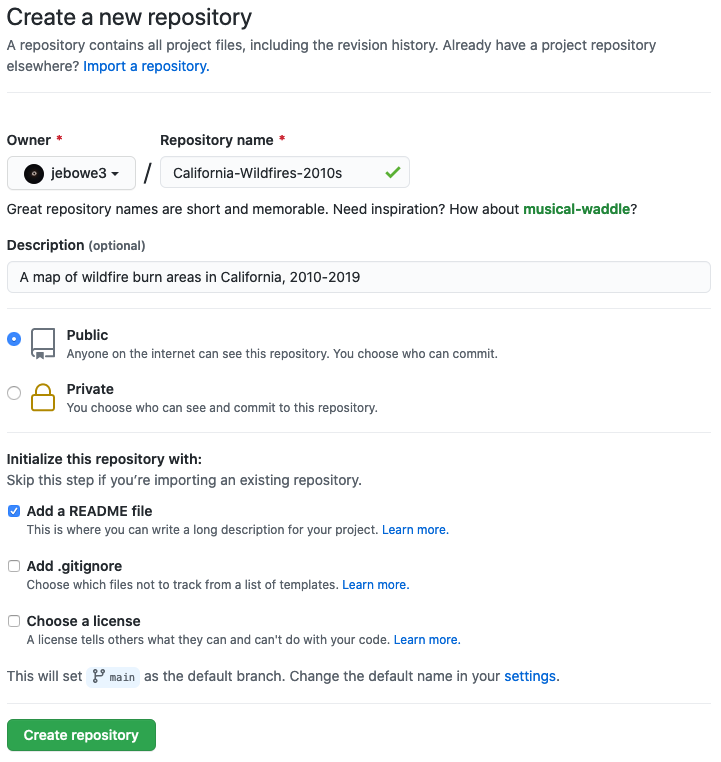 Create a new repository
A repository contains all project files, including the revision history. Already have a project repository
elsewhere? Import a repository.
Owner *
Repository name *
jebowe3
/
California-Wildfires-2010s
Great repository names are short and memorable. Need inspiration? How about musical-waddle?
Description (optional)
A map of wildfire burn areas in California, 2010-2019
Public
Anyone on the internet can see this repository. You choose who can commit.
Private
You choose who can see and commit to this repository.
Initialize this repository with:
Skip this step if you're importing an existing repository.
Add a README file
This is where you can write a long description for your project. Learn more.
Add .gitignore
Choose which files not to track from a list of templates. Learn more.
Choose a license
A license tells others what they can and can't do with your code. Learn more.
This will set main as the default branch. Change the default name in your settings.
Create repository